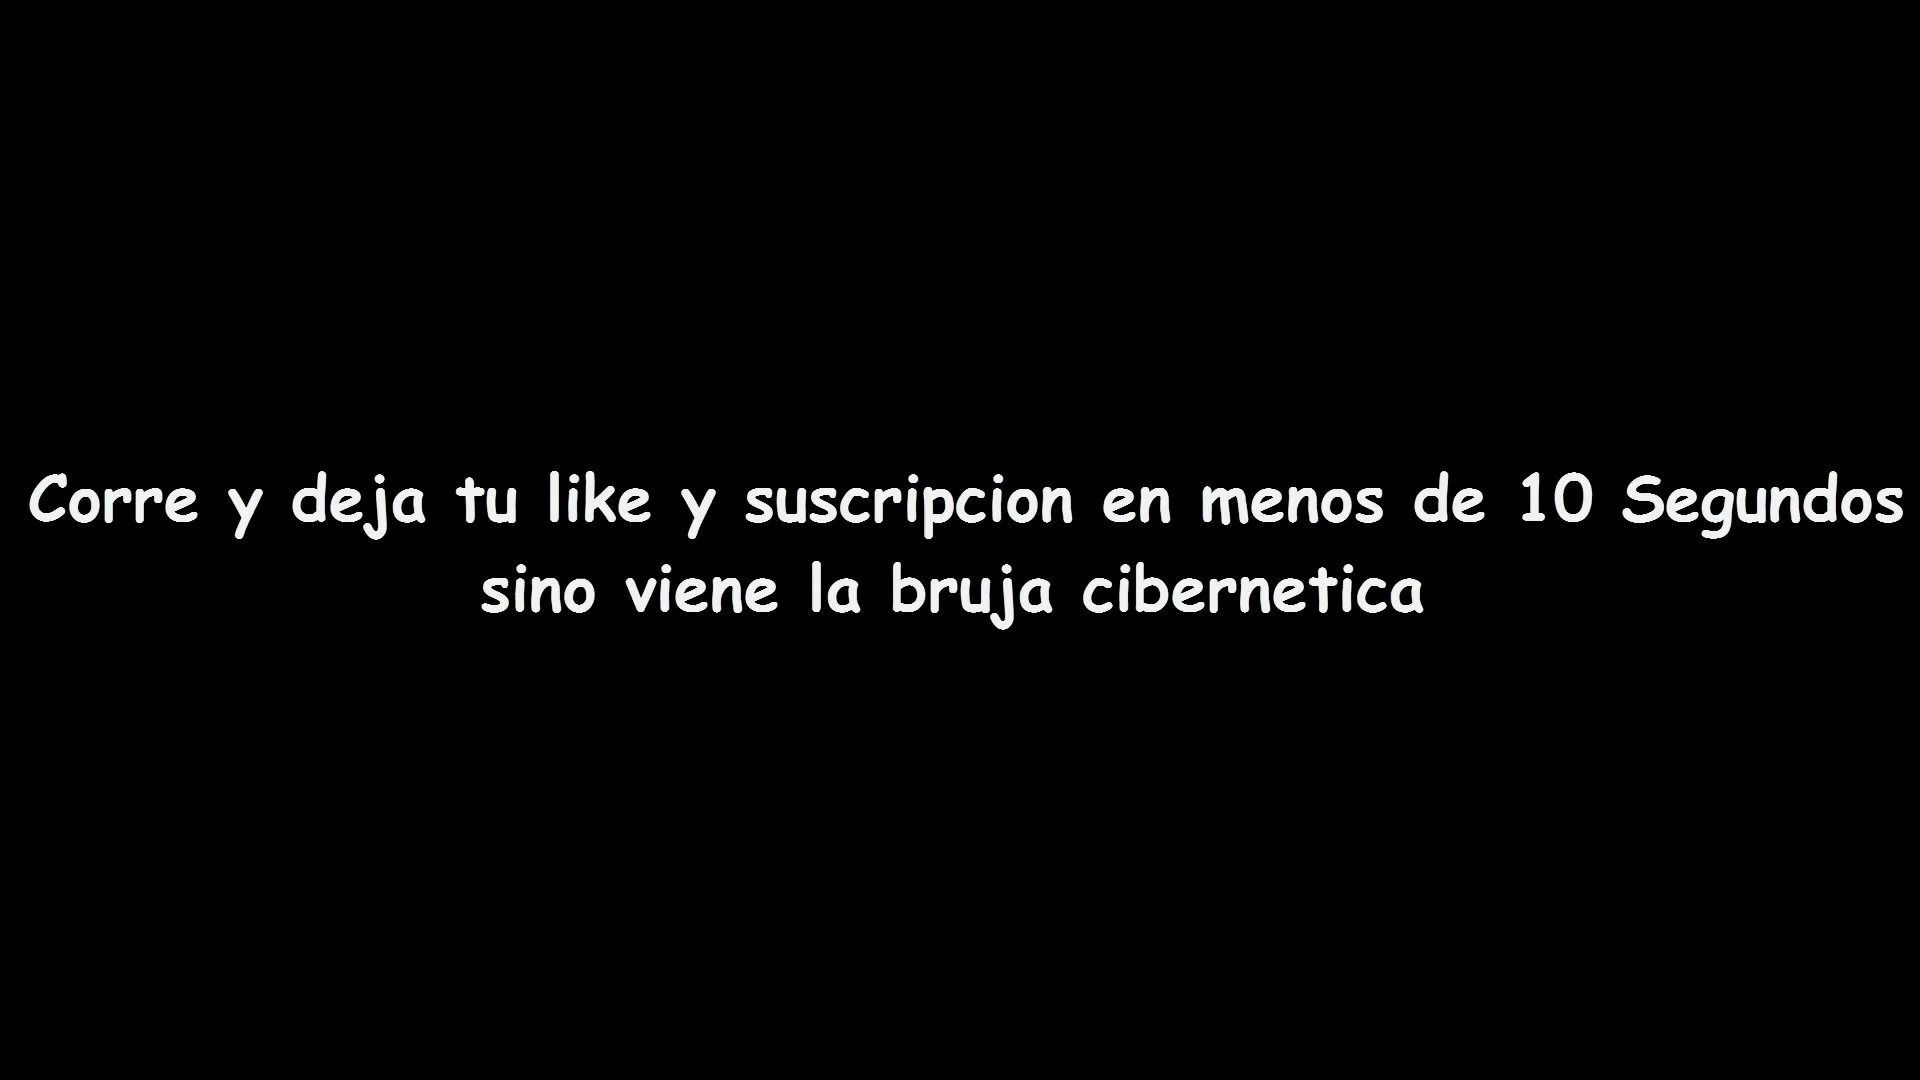 Corre y deja tu like y suscripcion en menos de 10 Segundos
sino viene la bruja cibernetica